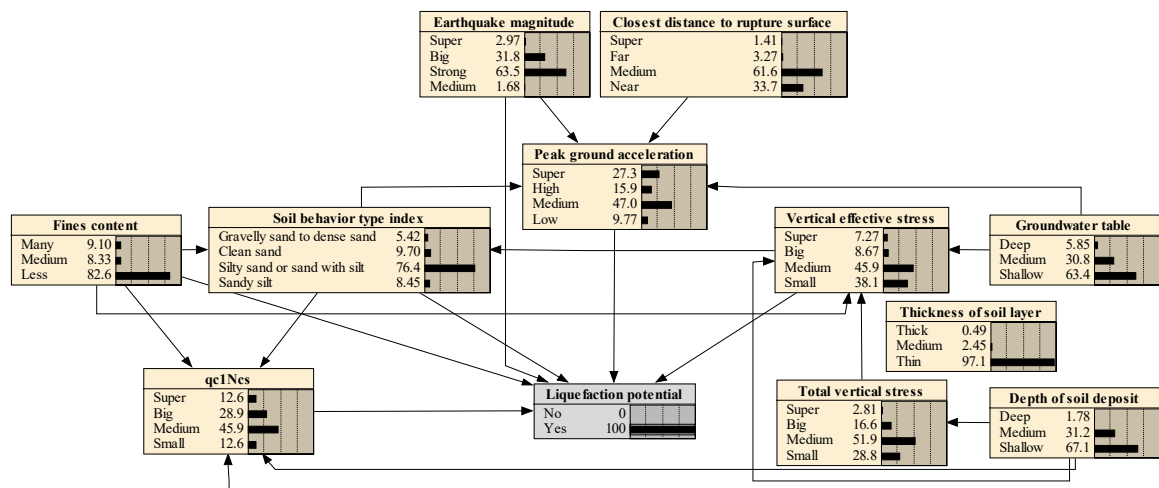 Earthquake magnitude
Super 2.97
Big 31.8
Strong 63.5
Medium 1.68
Closest distance to rupture surface
Super 1.41
Far 3.27
Medium 61.6
Near 33.7
Peak ground acceleration
Super 27.3
High 15.9
Medium 47.0
Low 9.77
Fines content
Many 9.10
Medium 8.33
Less 82.6
Soil behavior type index
Gravelly sand to dense sand 5.42
Clean sand 9.70
Silty sand or sand with silt 76.4
Sandy silt 8.45
Vertical effective stress
Super 7.27
Big 8.67
Medium 45.9
Small 38.1
Groundwater table
Deep 5.85
Medium 30.8
Shallow 63.4
Thickness of soil layer
Thick 0.49
Medium 2.45
Thin 97.1
qc1Ncs
Super 12.6
Big 28.9
Medium 45.9
Small 12.6
Liquefaction potential
No 0
Yes 100
Total vertical stress
Super 2.81
Big 16.6
Medium 51.9
Small 28.8
Depth of soil deposit
Deep 1.78
Medium 31.2
Shallow 67.1